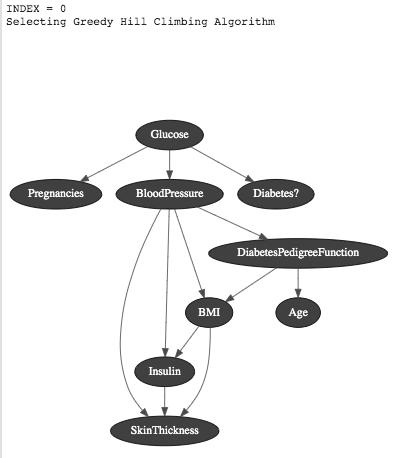 INDEX = 0
Selecting Greedy Hill Climbing Algorithm
Glucose
Pregnancies
BloodPressure
Diabetes?
DiabetesPedigreeFunction
BMI
Age
Insulin
SkinThickness